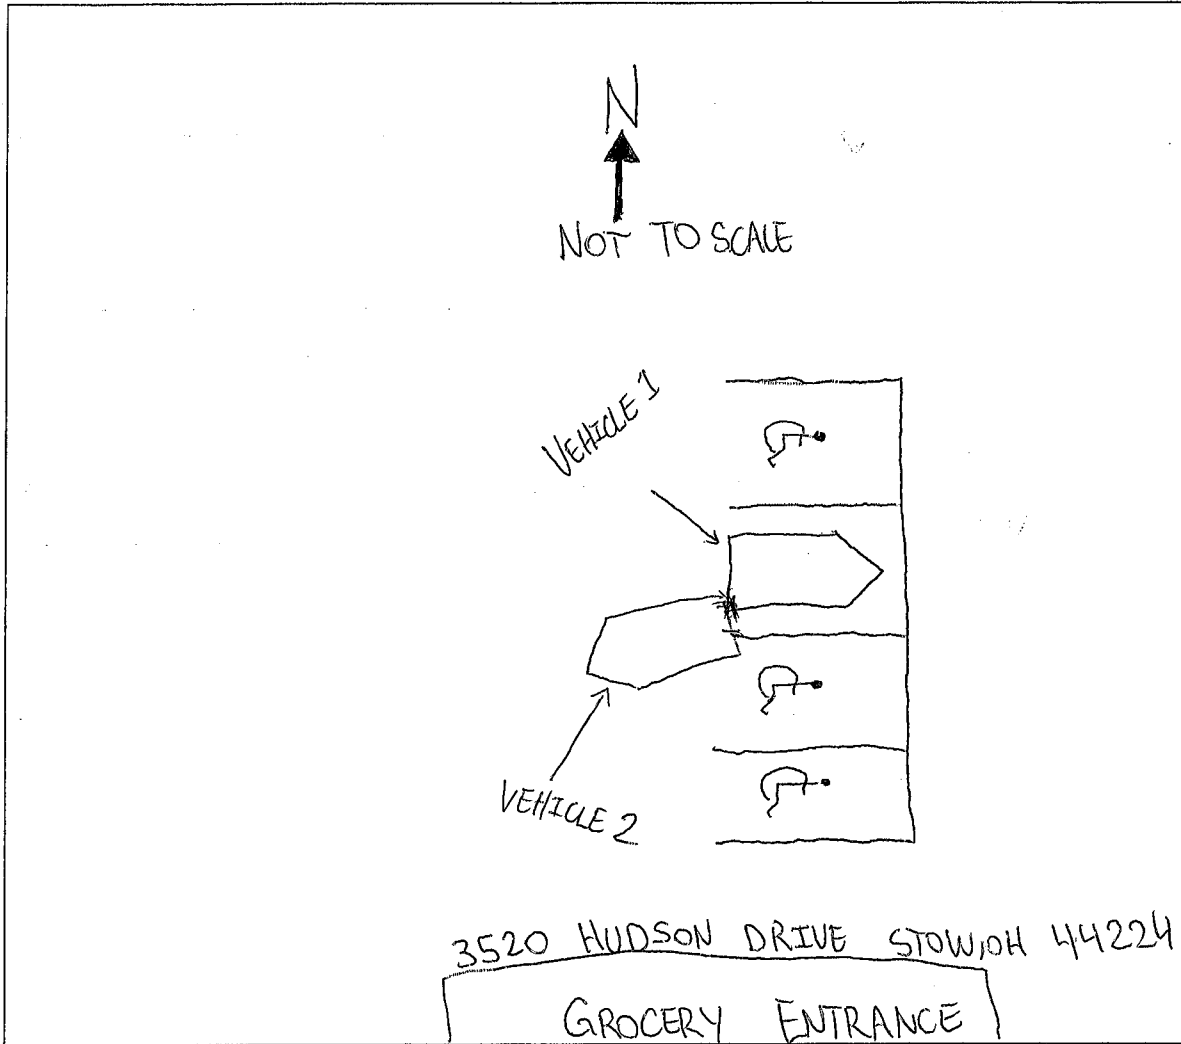 N
NOT TO SCALE
VEHICLE 1
VEHICLE 2
3520 HUDSON DRIVE STOW, OH 44224
GROCERY ENTRANCE